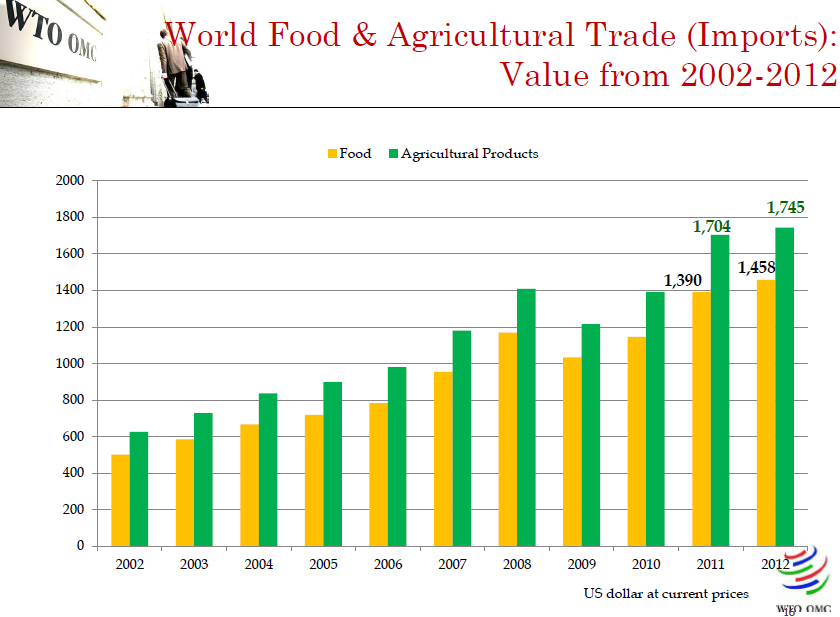 WTO OMC
World Food & Agricultural Trade (Imports):
Value from 2002-2012
Food Agricultural Products
2000
1800
1600
1400
1200
1000
800
600
400
200
0
1,745
1,704
1,458
1,390
2002 2003 2004 2005 2006 2007 2008 2009 2010 2011 2012
US dollar at current prices
WTO OMC
16